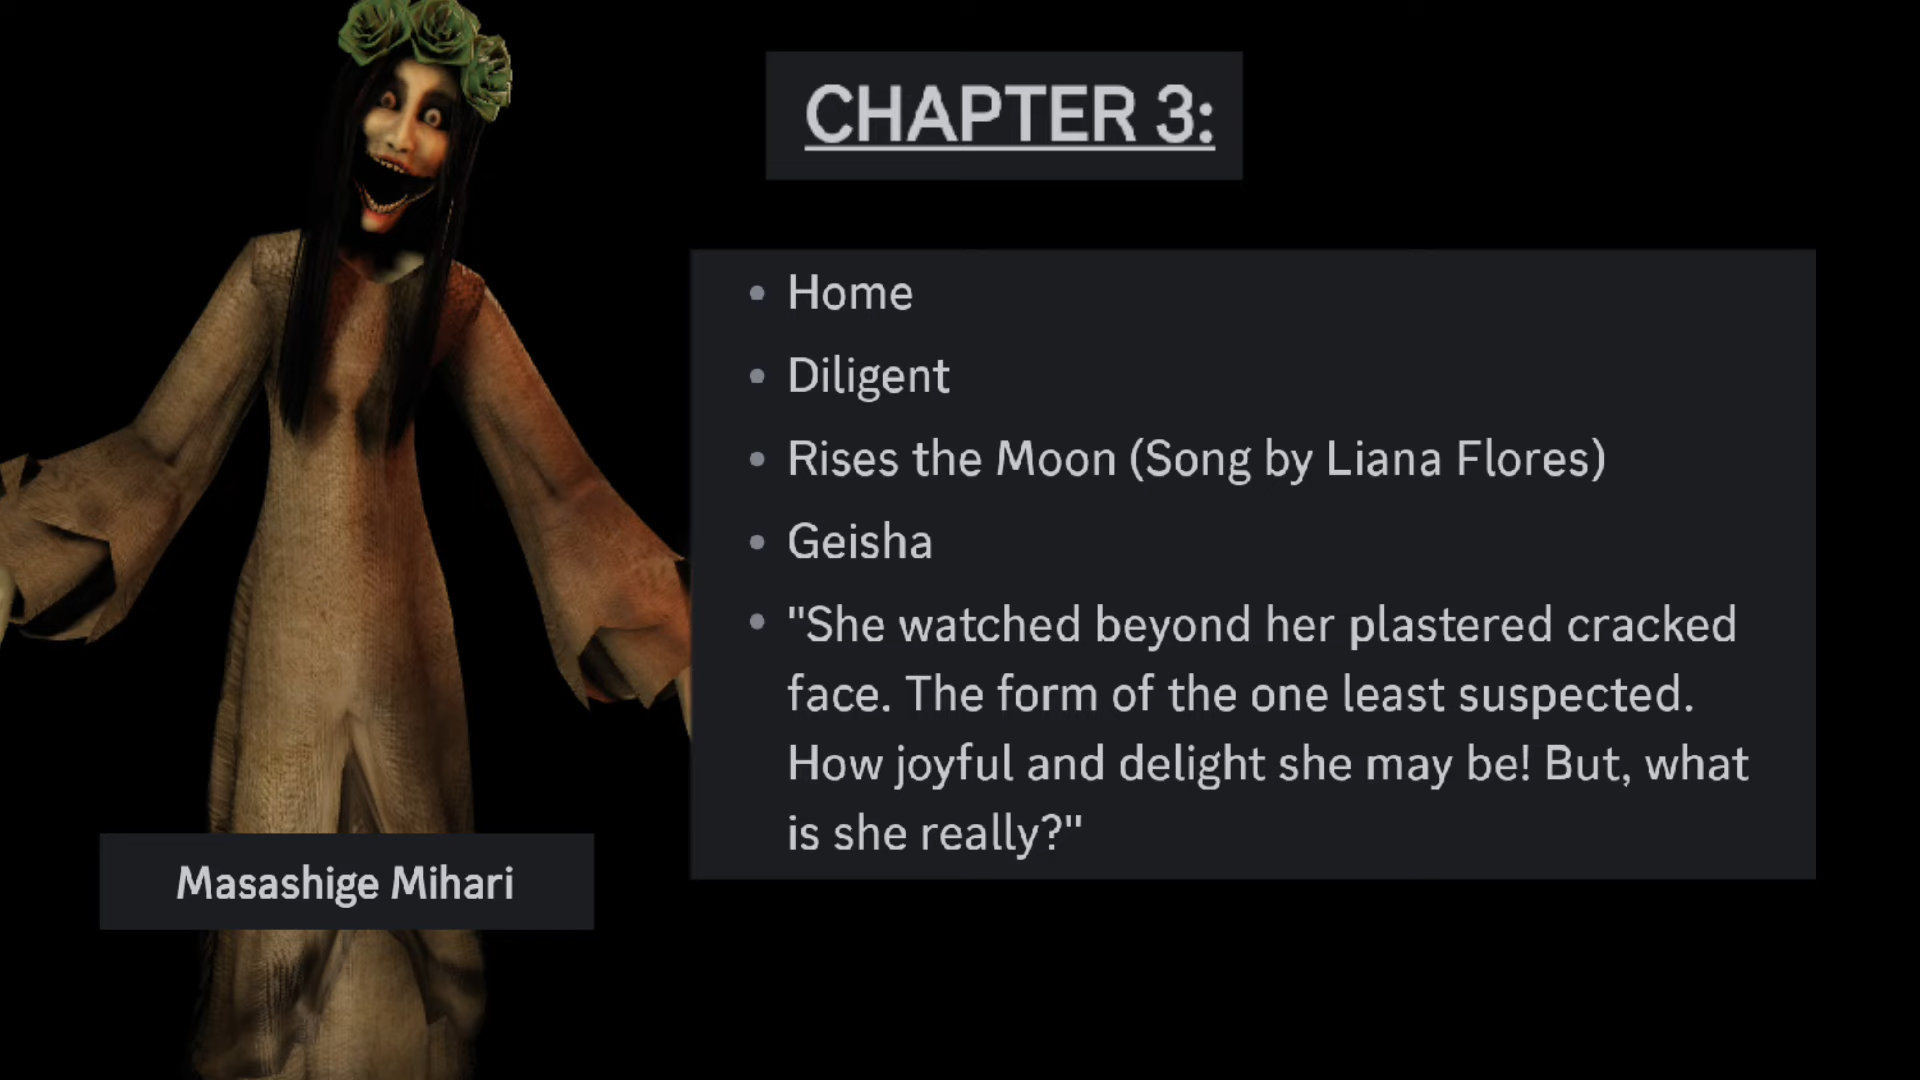 CHAPTER 3:
Home
Diligent
Rises the Moon (Song by Liana Flores)
Geisha
"She watched beyond her plastered cracked
face. The form of the one least suspected.
How joyful and delight she may be! But, what
is she really?"
Masashige Mihari